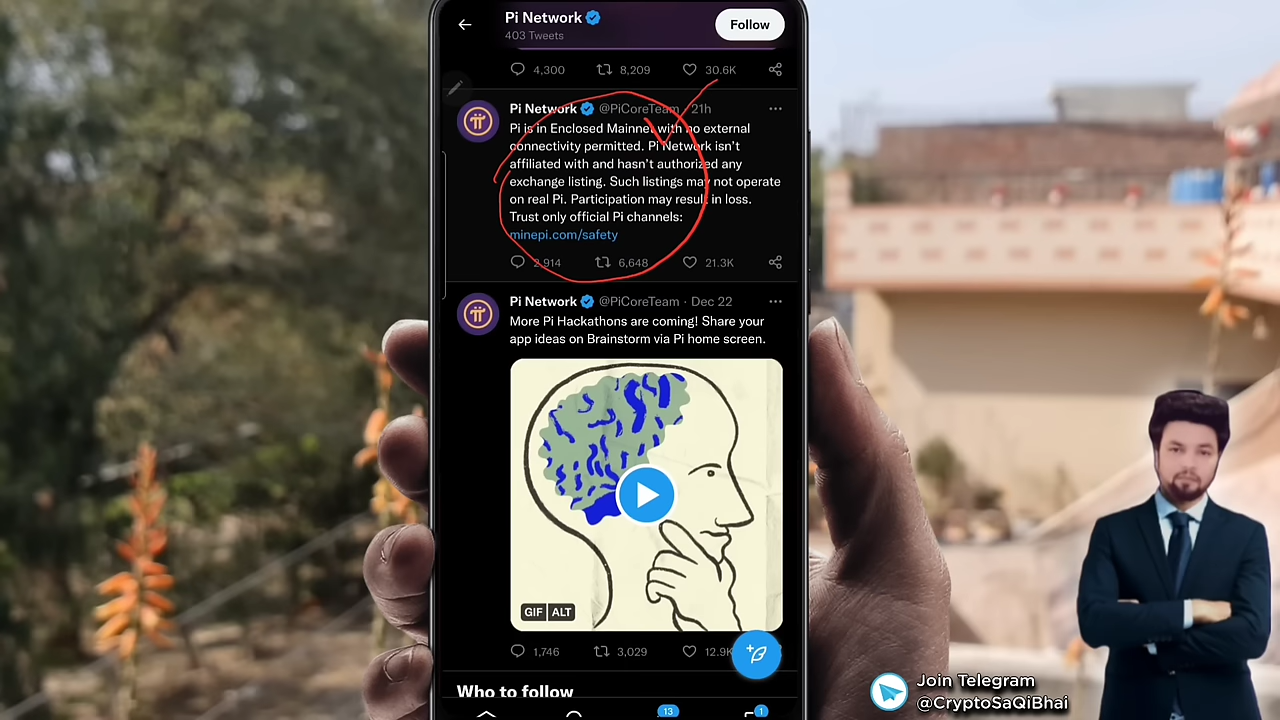 Pi Network
403 Tweets
Follow
4,300 8,209 30.6K
Pi Network @PiCoreTeam · 21h
Pi is in Enclosed Mainnet with no external
connectivity permitted. Pi Network isn't
affiliated with and hasn't authorized any
exchange listing. Such listings may not operate
on real Pi. Participation may result in loss.
Trust only official Pi channels:
minepi.com/safety
2,914 6,648 21.3K
Pi Network @PiCoreTeam · Dec 22
More Pi Hackathons are coming! Share your
app ideas on Brainstorm via Pi home screen.
GIF ALT
1,746 3,029 12.9K
Who to follow
13 1
Join Telegram
@CryptoSaQiBhai